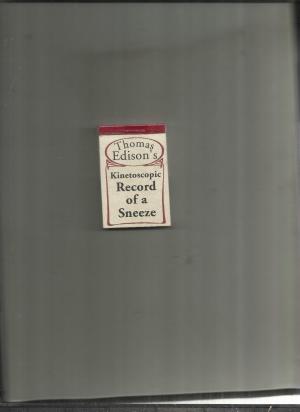 Thomas
Edison's
Kinetoscopic
Record
of a
Sneeze